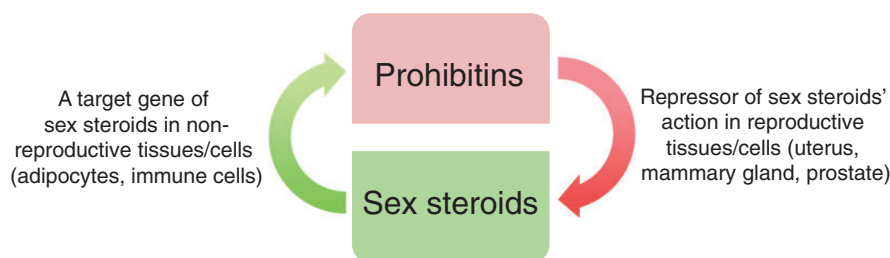 A target gene of
sex steroids in non-
reproductive tissues/cells
(adipocytes, immune cells)
Prohibitins
Sex steroids
Repressor of sex steroids’
action in reproductive
tissues/cells (uterus,
mammary gland, prostate)